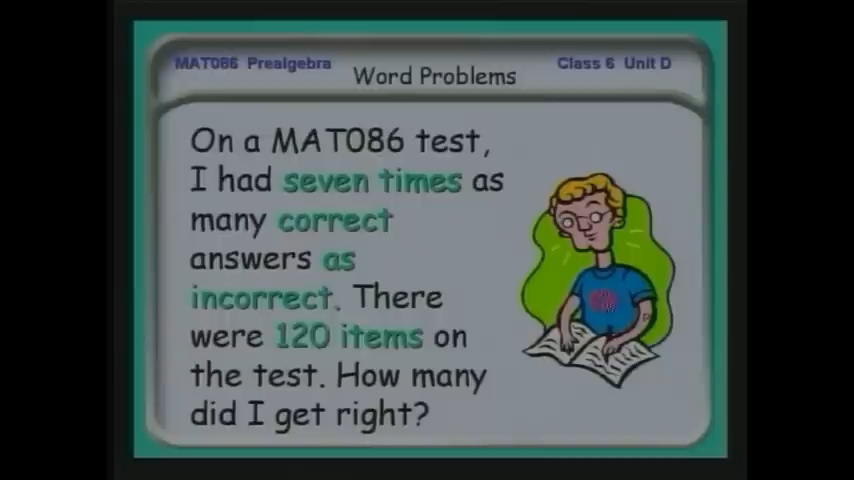 MAT086 Prealgebra
Word Problems
Class 6 Unit D
On a MAT086 test,
I had seven times as
many correct
answers as
incorrect. There
were 120 items on
the test. How many
did I get right?